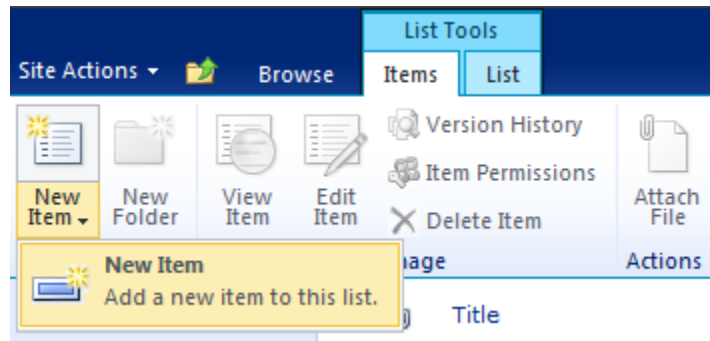 List Tools
Site Actions Browse Items List
New Item
New Folder
View Item
Edit Item
Version History
Item Permissions
Delete Item
Attach File
Actions
New Item
Add a new item to this list.
Title